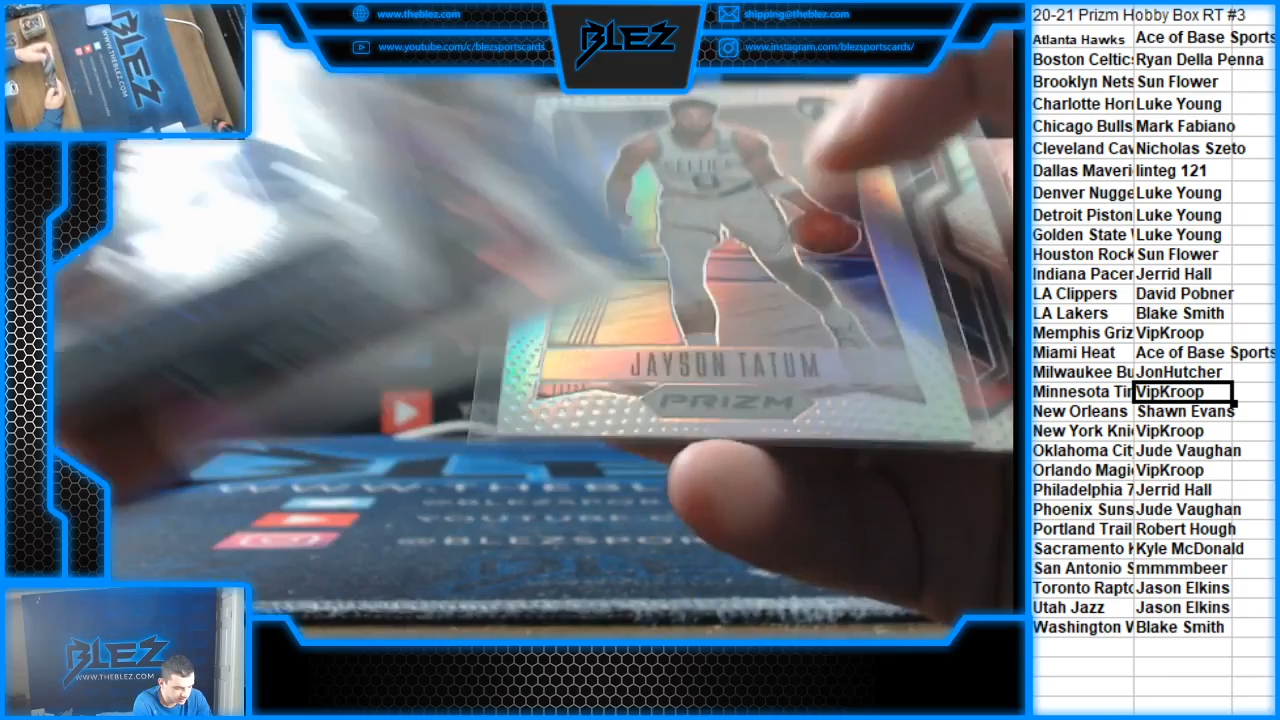 www.theblez.com
www.youtube.com/c/blezsportscards
BLEZ
shipping@theblez.com
www.instagram.com/blezsportscards/
BLEZ
WWW.THEBLEZ.COM
JAYSON TATUM
PRIZM
BLEZ
WWW.THEBLEZ.COM
20-21 Prizm Hobby Box RT #3
Atlanta Hawks Ace of Base Sports
Boston Celtics Ryan Della Penna
Brooklyn Nets Sun Flower
Charlotte Horn Luke Young
Chicago Bulls Mark Fabiano
Cleveland Cav Nicholas Szeto
Dallas Maveri linteg 121
Denver Nugge Luke Young
Detroit Piston Luke Young
Golden State Luke Young
Houston Rock Sun Flower
Indiana Pacer Jerrid Hall
LA Clippers David Pobner
LA Lakers Blake Smith
Memphis Griz VipKroop
Miami Heat Ace of Base Sports
Milwaukee Bu JonHutcher
Minnesota Tin VipKroop
New Orleans Shawn Evans
New York Kni VipKroop
Oklahoma City Jude Vaughan
Orlando Magi VipKroop
Philadelphia 7 Jerrid Hall
Phoenix Suns Jude Vaughan
Portland Trail Robert Hough
Sacramento K Kyle McDonald
San Antonio S mmmmbeer
Toronto Rapto Jason Elkins
Utah Jazz Jason Elkins
Washington W Blake Smith